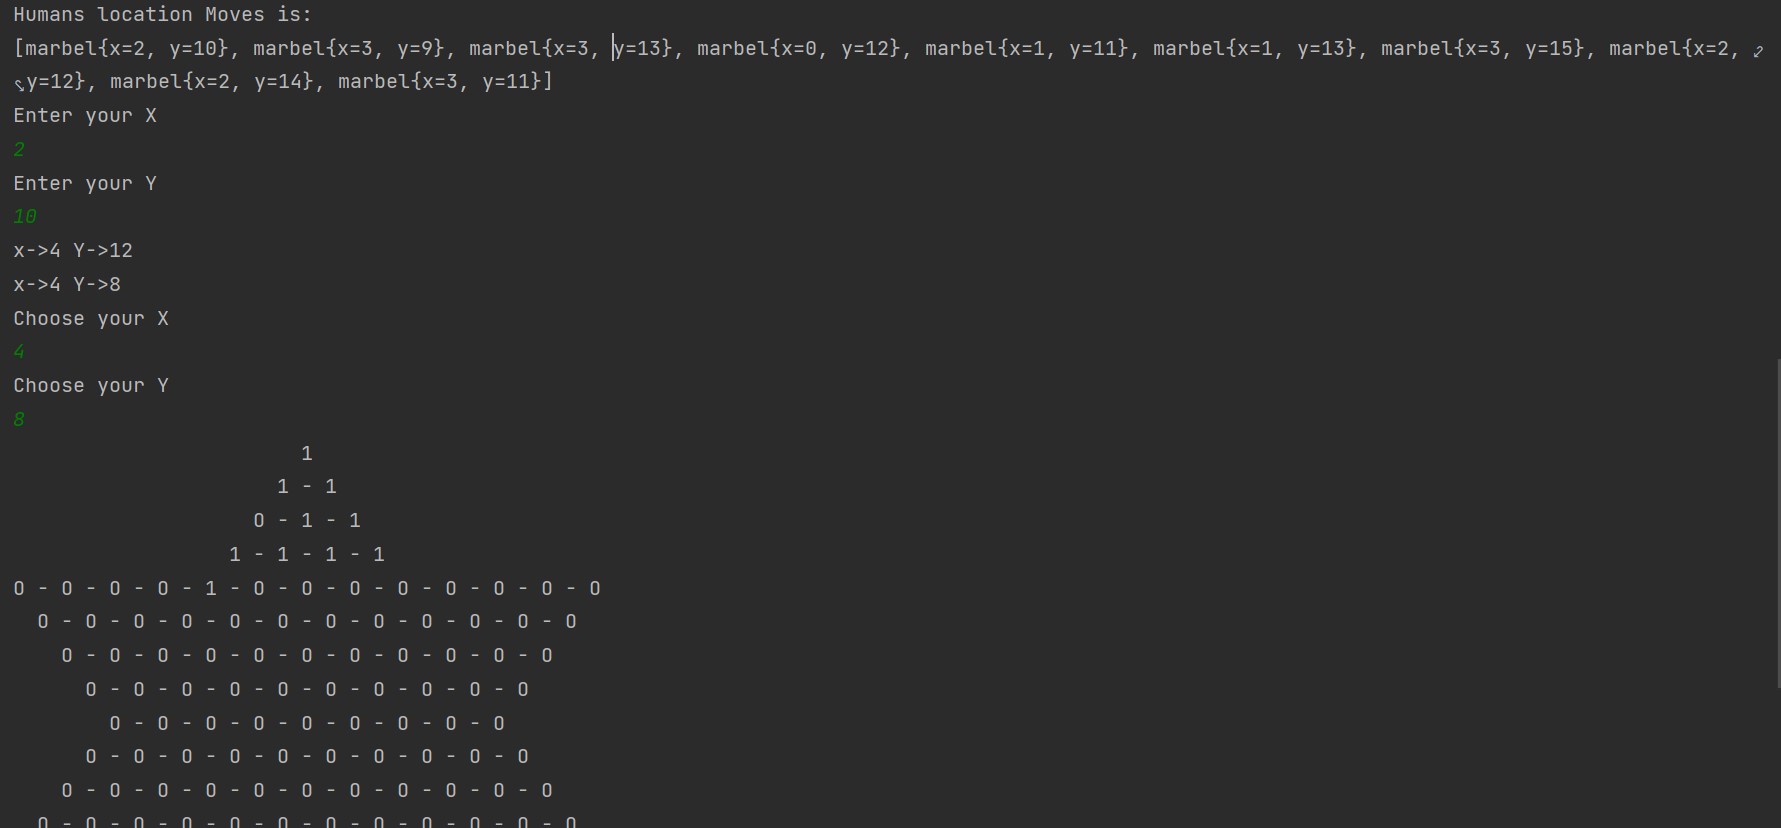 Humans location Moves is:
[marbel{x=2, y=10}, marbel{x=3, y=9}, marbel{x=3, y=13}, marbel{x=0, y=12}, marbel{x=1, y=11}, marbel{x=1, y=13}, marbel{x=3, y=15}, marbel{x=2,
y=12}, marbel{x=2, y=14}, marbel{x=3, y=11}]
Enter your X
2
Enter your Y
10
x->4 Y->12
x->4 Y->8
Choose your X
4
Choose your Y
8
1
1 - 1
0 - 1 - 1
1 - 1 - 1 - 1
0 - 0 - 0 - 0 - 1 - 0 - 0 - 0 - 0 - 0 - 0 - 0 - 0
0 - 0 - 0 - 0 - 0 - 0 - 0 - 0 - 0 - 0 - 0 - 0
0 - 0 - 0 - 0 - 0 - 0 - 0 - 0 - 0 - 0 - 0
0 - 0 - 0 - 0 - 0 - 0 - 0 - 0 - 0 - 0
0 - 0 - 0 - 0 - 0 - 0 - 0 - 0 - 0
0 - 0 - 0 - 0 - 0 - 0 - 0 - 0 - 0 - 0
0 - 0 - 0 - 0 - 0 - 0 - 0 - 0 - 0 - 0 - 0
0 - 0 - 0 - 0 - 0 - 0 - 0 - 0 - 0 - 0 - 0 - 0